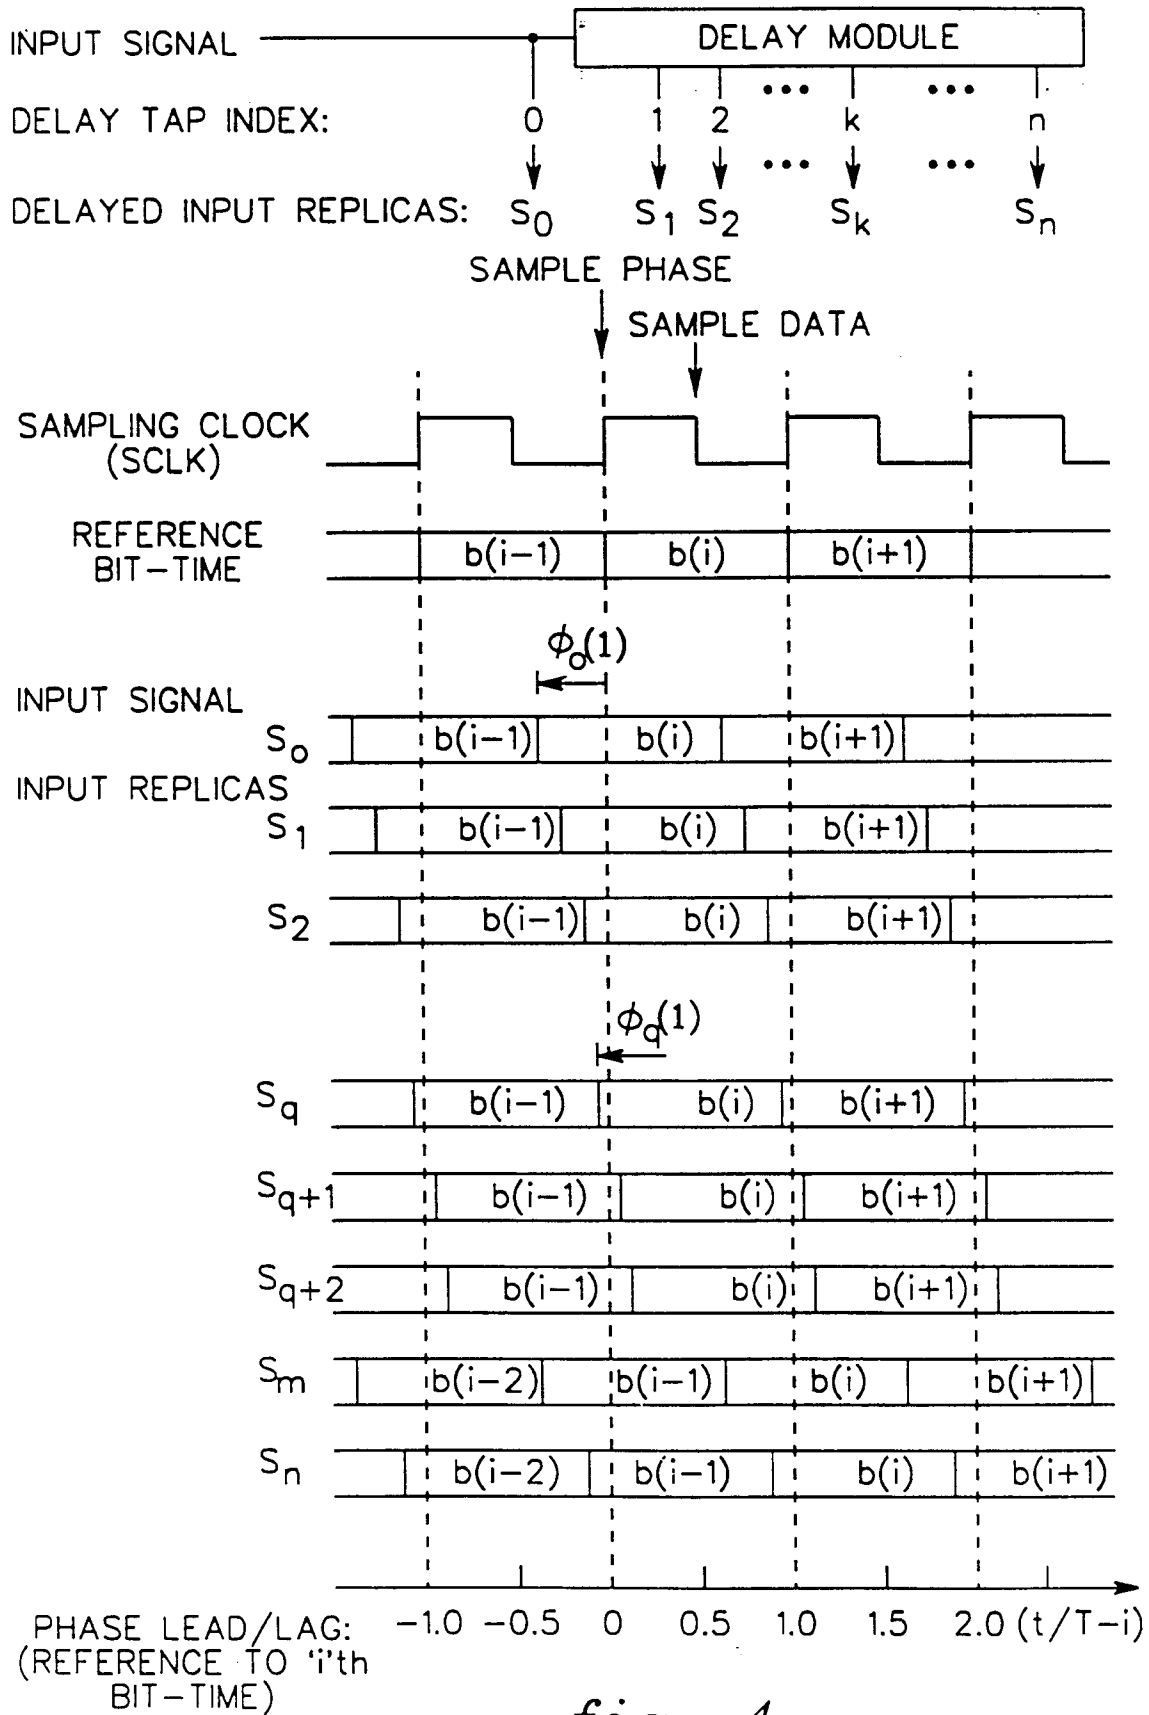 INPUT SIGNAL DELAY MODULE
DELAY TAP INDEX: 0 1 2 ••• k ••• n
••• •••
DELAYED INPUT REPLICAS: S0 S1 S2 Sk Sn
SAMPLE PHASE
SAMPLE DATA
SAMPLING CLOCK
(SCLK)
REFERENCE
BIT-TIME
b(i-1) b(i) b(i+1)
ϕo(1)
INPUT SIGNAL
So b(i-1) b(i) b(i+1)
INPUT REPLICAS
S1 b(i-1) b(i) b(i+1)
S2 b(i-1) b(i) b(i+1)
ϕq(1)
Sq b(i-1) b(i) b(i+1)
Sq+1 b(i-1) b(i) b(i+1)
Sq+2 b(i-1) b(i) b(i+1)
Sm b(i-2) b(i-1) b(i) b(i+1)
Sn b(i-2) b(i-1) b(i) b(i+1)
PHASE LEAD/LAG: -1.0 -0.5 0 0.5 1.0 1.5 2.0 (t/T-i)
(REFERENCE TO 'i'th
BIT-TIME)